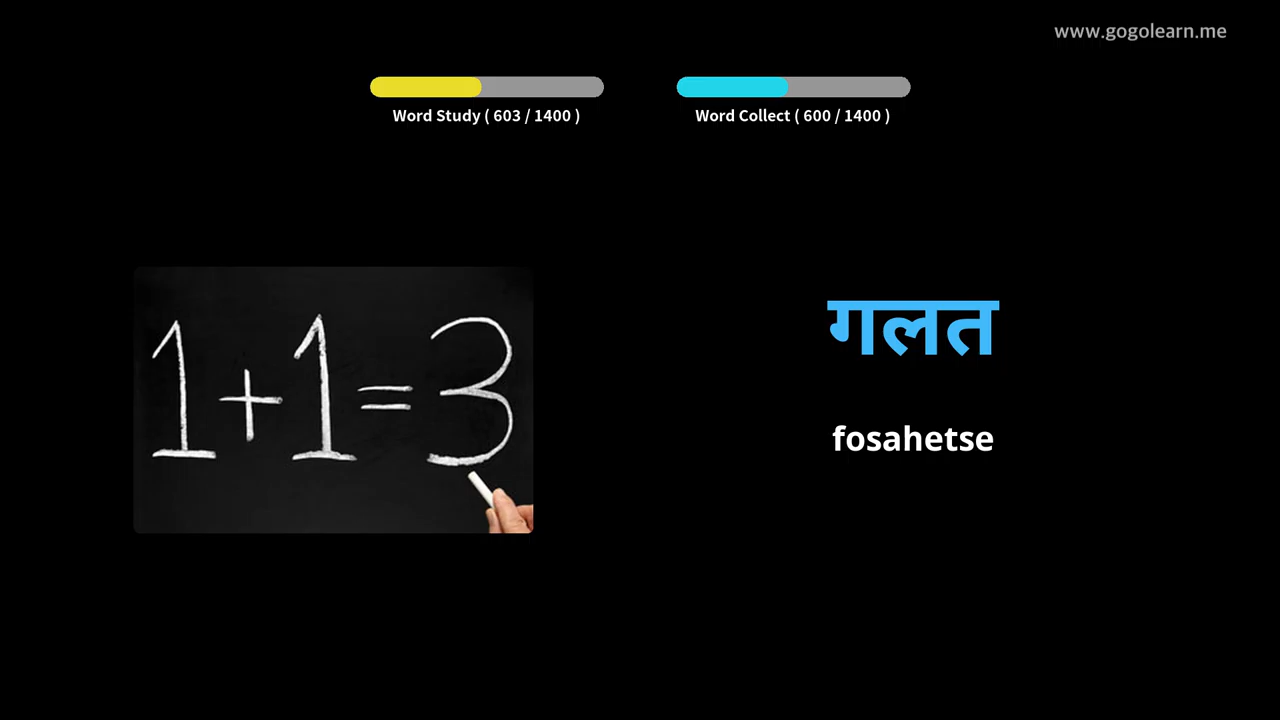 www.gogolearn.me
Word Study ( 603 / 1400 )
Word Collect ( 600 / 1400 )
1+1=3
गलत
fosahetse